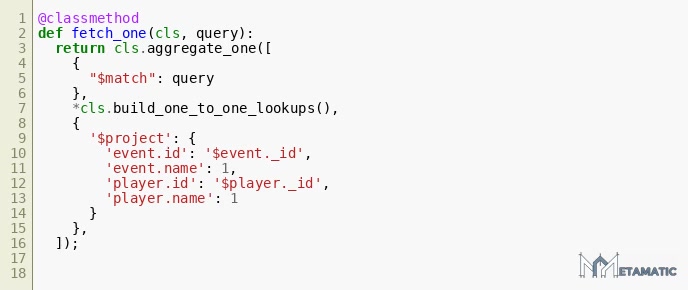 1 @classmethod
2 def fetch_one(cls, query):
3   return cls.aggregate_one([
4     {
5       "$match": query
6     },
7     *cls.build_one_to_one_lookups(),
8     {
9       '$project': {
10         'event.id': '$event._id',
11         'event.name': 1,
12         'player.id': '$player._id',
13         'player.name': 1
14       }
15     },
16   ]);
17
18
METAMATIC